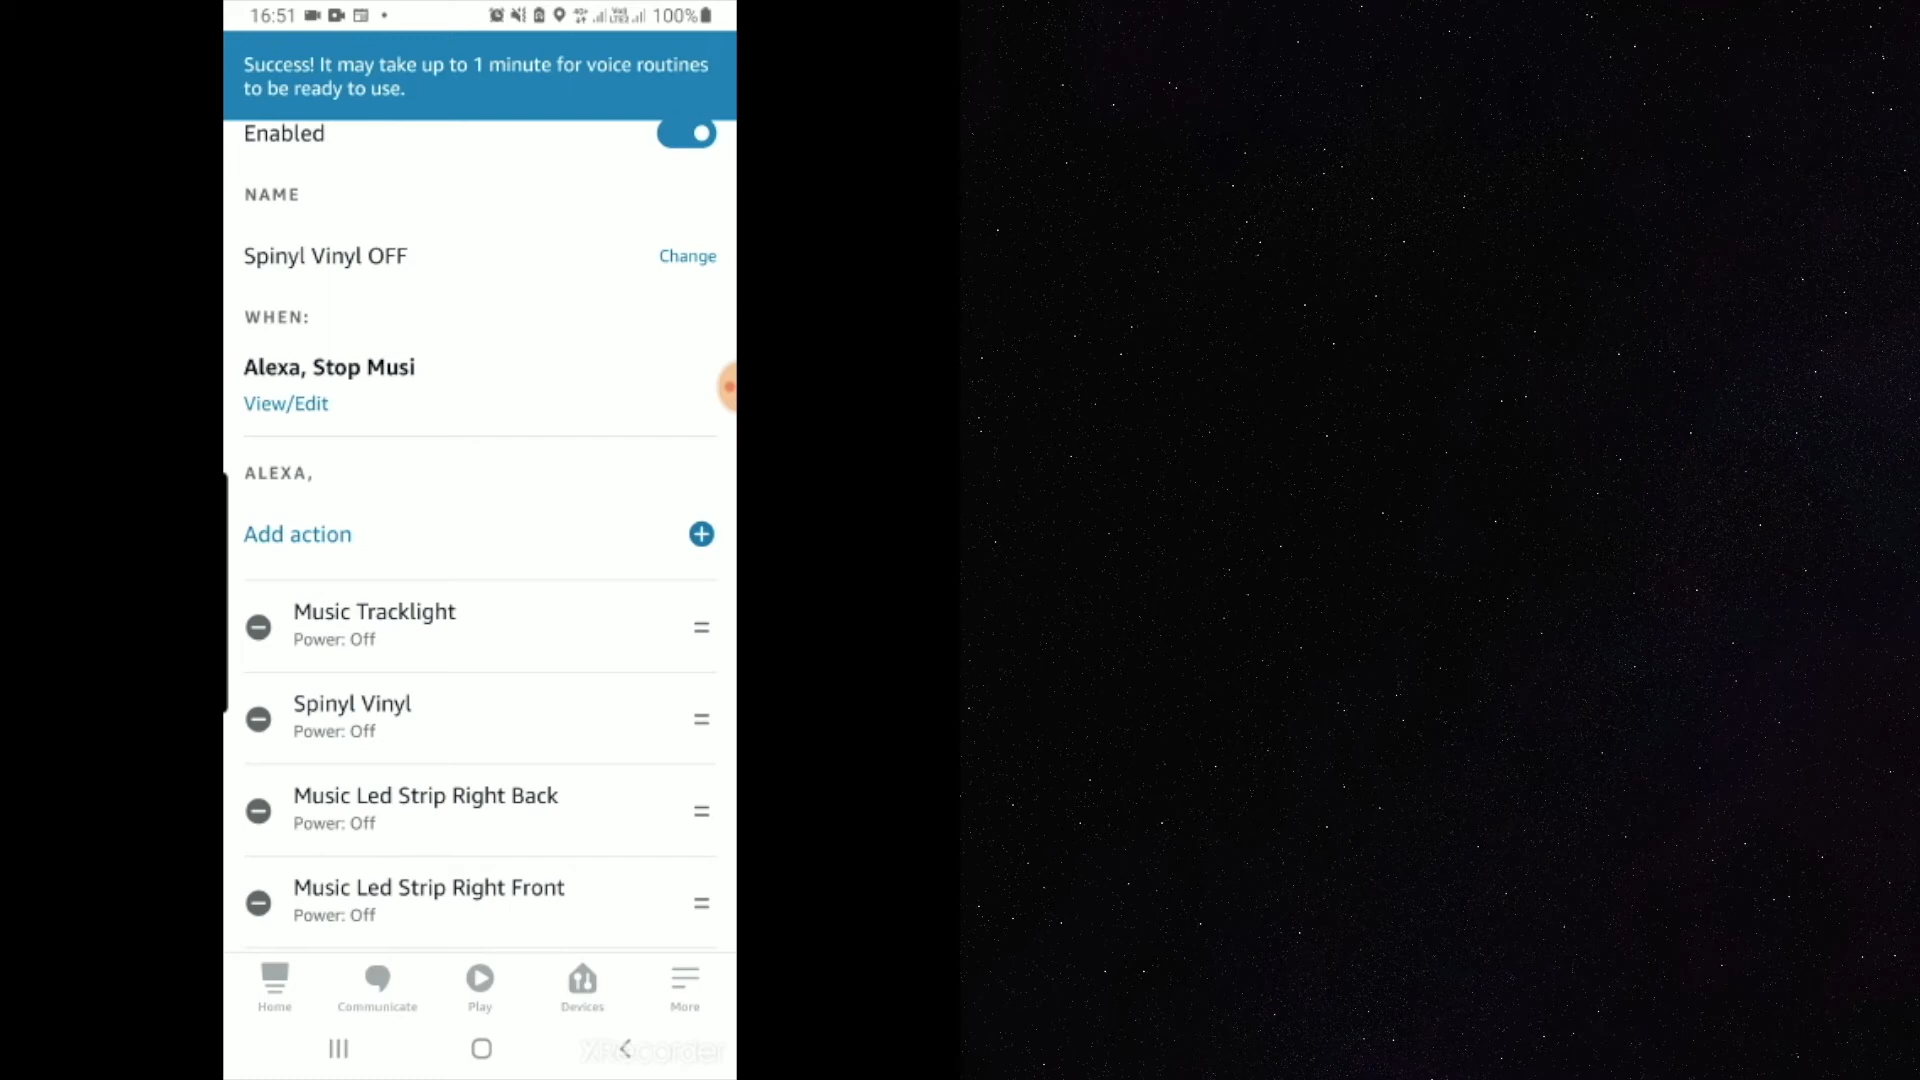 16:51
100%
Success! It may take up to 1 minute for voice routines
to be ready to use.
Enabled
NAME
Spinyl Vinyl OFF
Change
WHEN:
Alexa, Stop Musi
View/Edit
ALEXA,
Add action
Music Tracklight
Power: Off
Spinyl Vinyl
Power: Off
Music Led Strip Right Back
Power: Off
Music Led Strip Right Front
Power: Off
Home
Communicate
Play
Devices
More
XRecorder